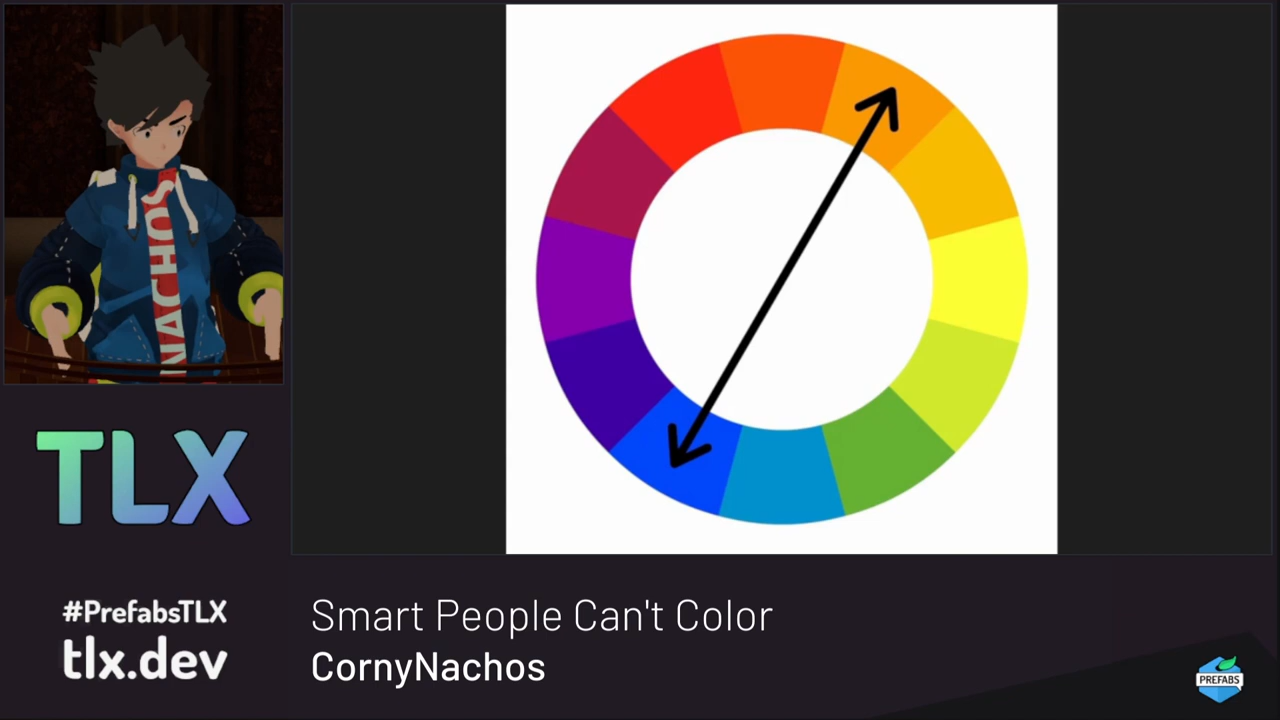 NACHOS
TLX
#PrefabsTLX
tlx.dev
Smart People Can't Color
CornyNachos
PREFABS